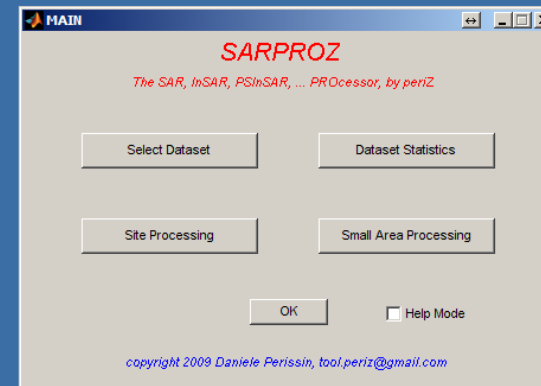 MAIN
SARPROZ
The SAR, InSAR, PSInSAR, ... PROcessor, by periZ
Select Dataset
Dataset Statistics
Site Processing
Small Area Processing
OK
Help Mode
copyright 2009 Daniele Perissin, tool.periz@gmail.com